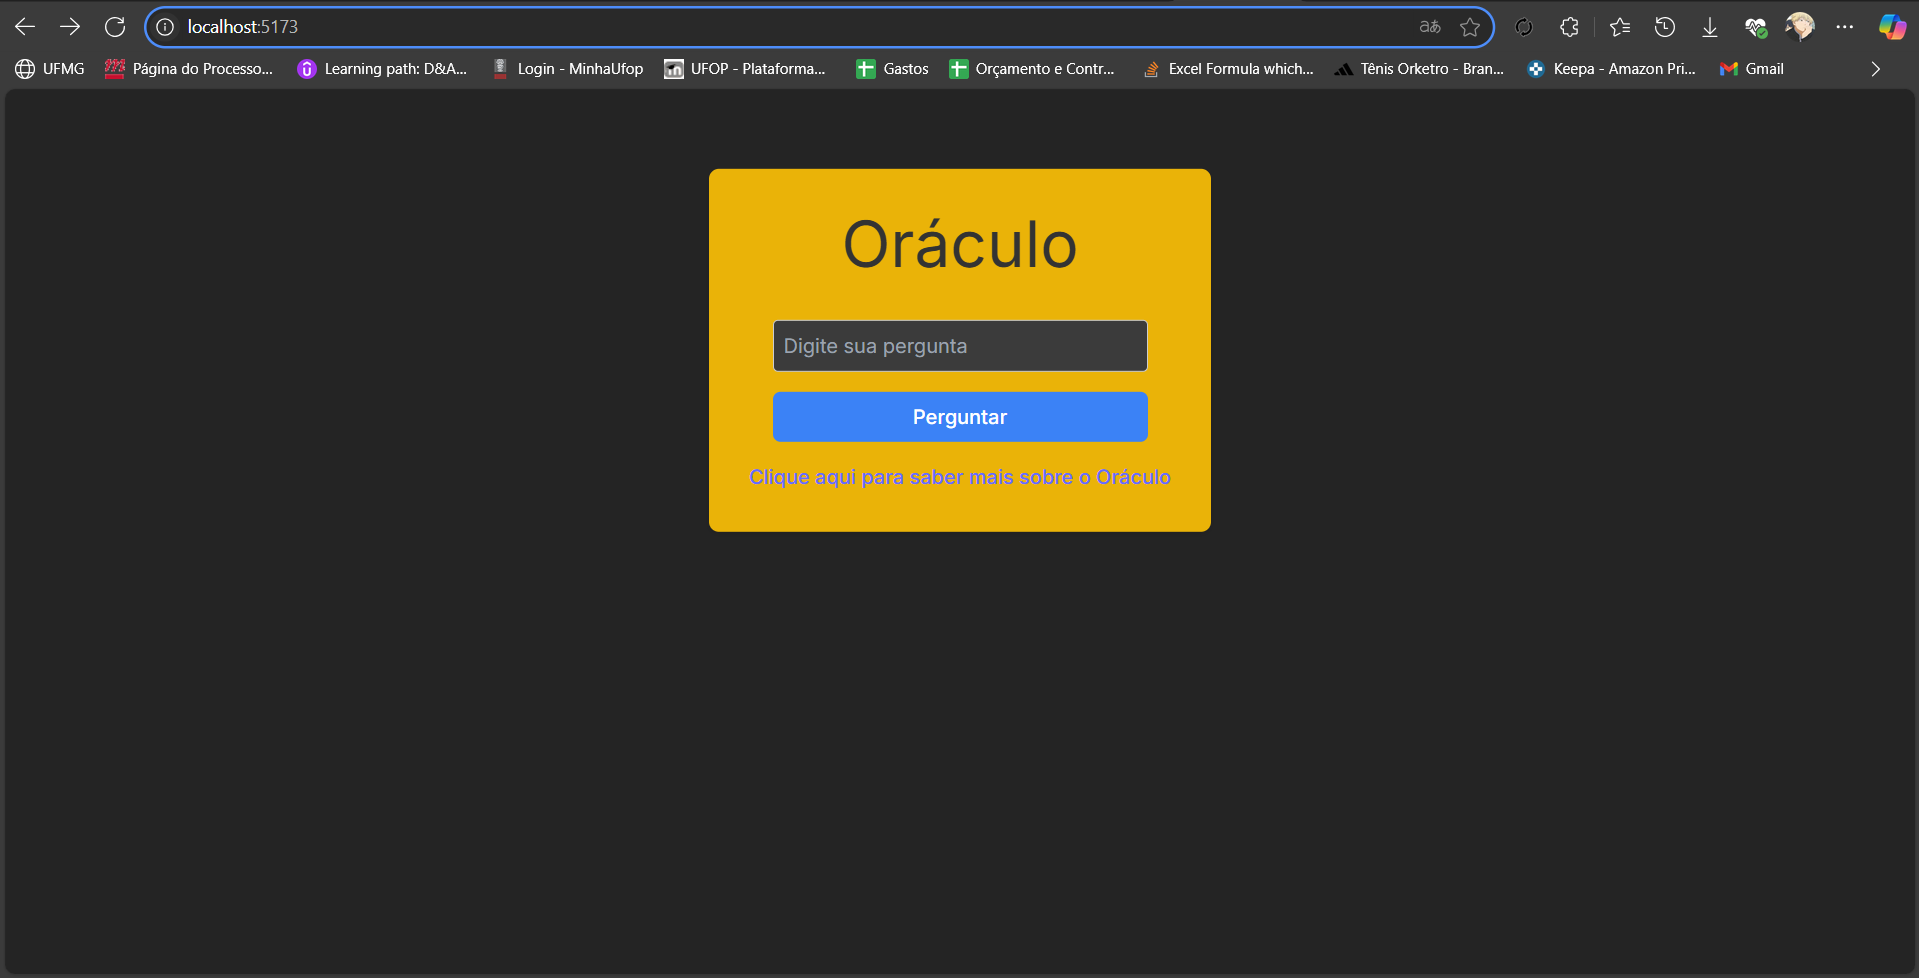 localhost:5173
UFMG
Página do Processo...
Learning path: D&A...
Login - MinhaUfop
UFOP - Plataforma...
Gastos
Orçamento e Contr...
Excel Formula which...
Tênis Orketro - Bran...
Keepa - Amazon Pri...
Gmail
Oráculo
Digite sua pergunta
Perguntar
Clique aqui para saber mais sobre o Oráculo